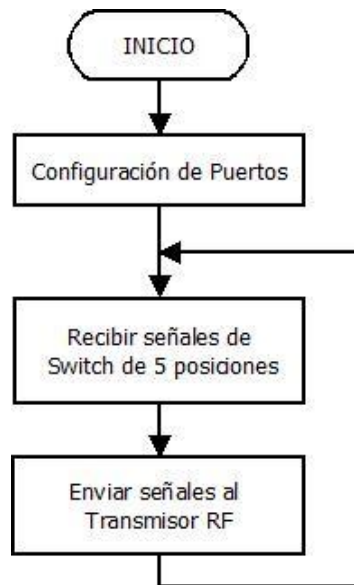 INICIO
Configuración de Puertos
Recibir señales de
Switch de 5 posiciones
Enviar señales al
Transmisor RF